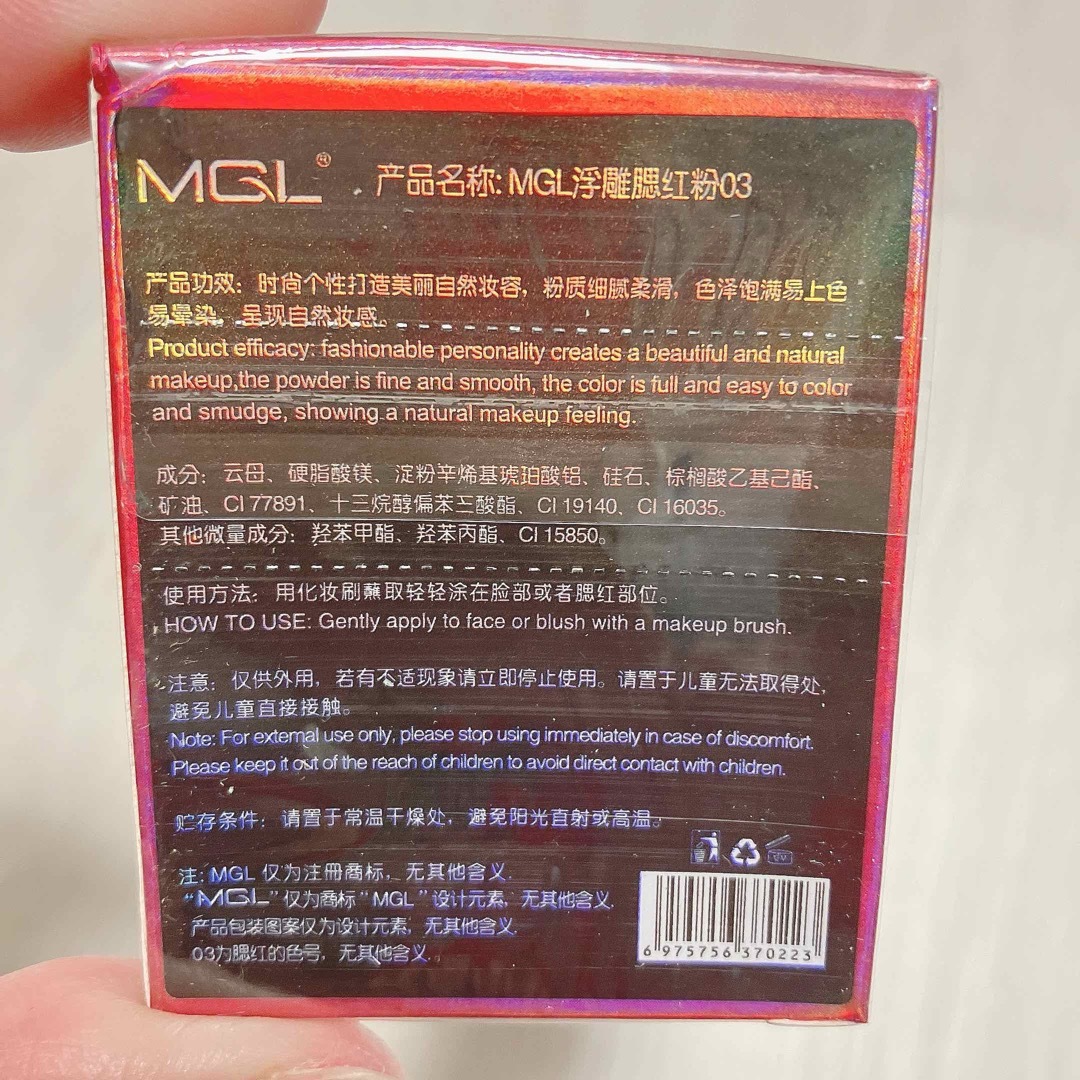 MGL® 产品名称: MGL浮雕腮红粉03
产品功效: 时尚个性打造美丽自然妆容, 粉质细腻柔滑, 色泽饱满易上色
易晕染, 呈现自然妆感。
Product efficacy: fashionable personality creates a beautiful and natural
makeup,the powder is fine and smooth, the color is full and easy to color
and smudge, showing a natural makeup feeling.
成分: 云母、硬脂酸镁、淀粉辛烯基琥珀酸铝、硅石、棕榈酸乙基己酯、
矿油、CI 77891、十三烷醇偏苯三酸酯、CI 19140、CI 16035。
其他微量成分: 羟苯甲酯、羟苯丙酯、CI 15850。
使用方法: 用化妆刷蘸取轻轻涂在脸部或者腮红部位。
HOW TO USE: Gently apply to face or blush with a makeup brush.
注意: 仅供外用, 若有不适现象请立即停止使用。请置于儿童无法取得处,
避免儿童直接接触。
Note: For external use only, please stop using immediately in case of discomfort.
Please keep it out of the reach of children to avoid direct contact with children.
贮存条件: 请置于常温干燥处, 避免阳光直射或高温。
注: MGL 仅为注冊商标, 无其他含义.
“MGL”仅为商标“MGL”设计元素, 无其他含义.
产品包装图案仅为设计元素, 无其他含义.
03为腮红的色号, 无其他含义.
6 975756 370223